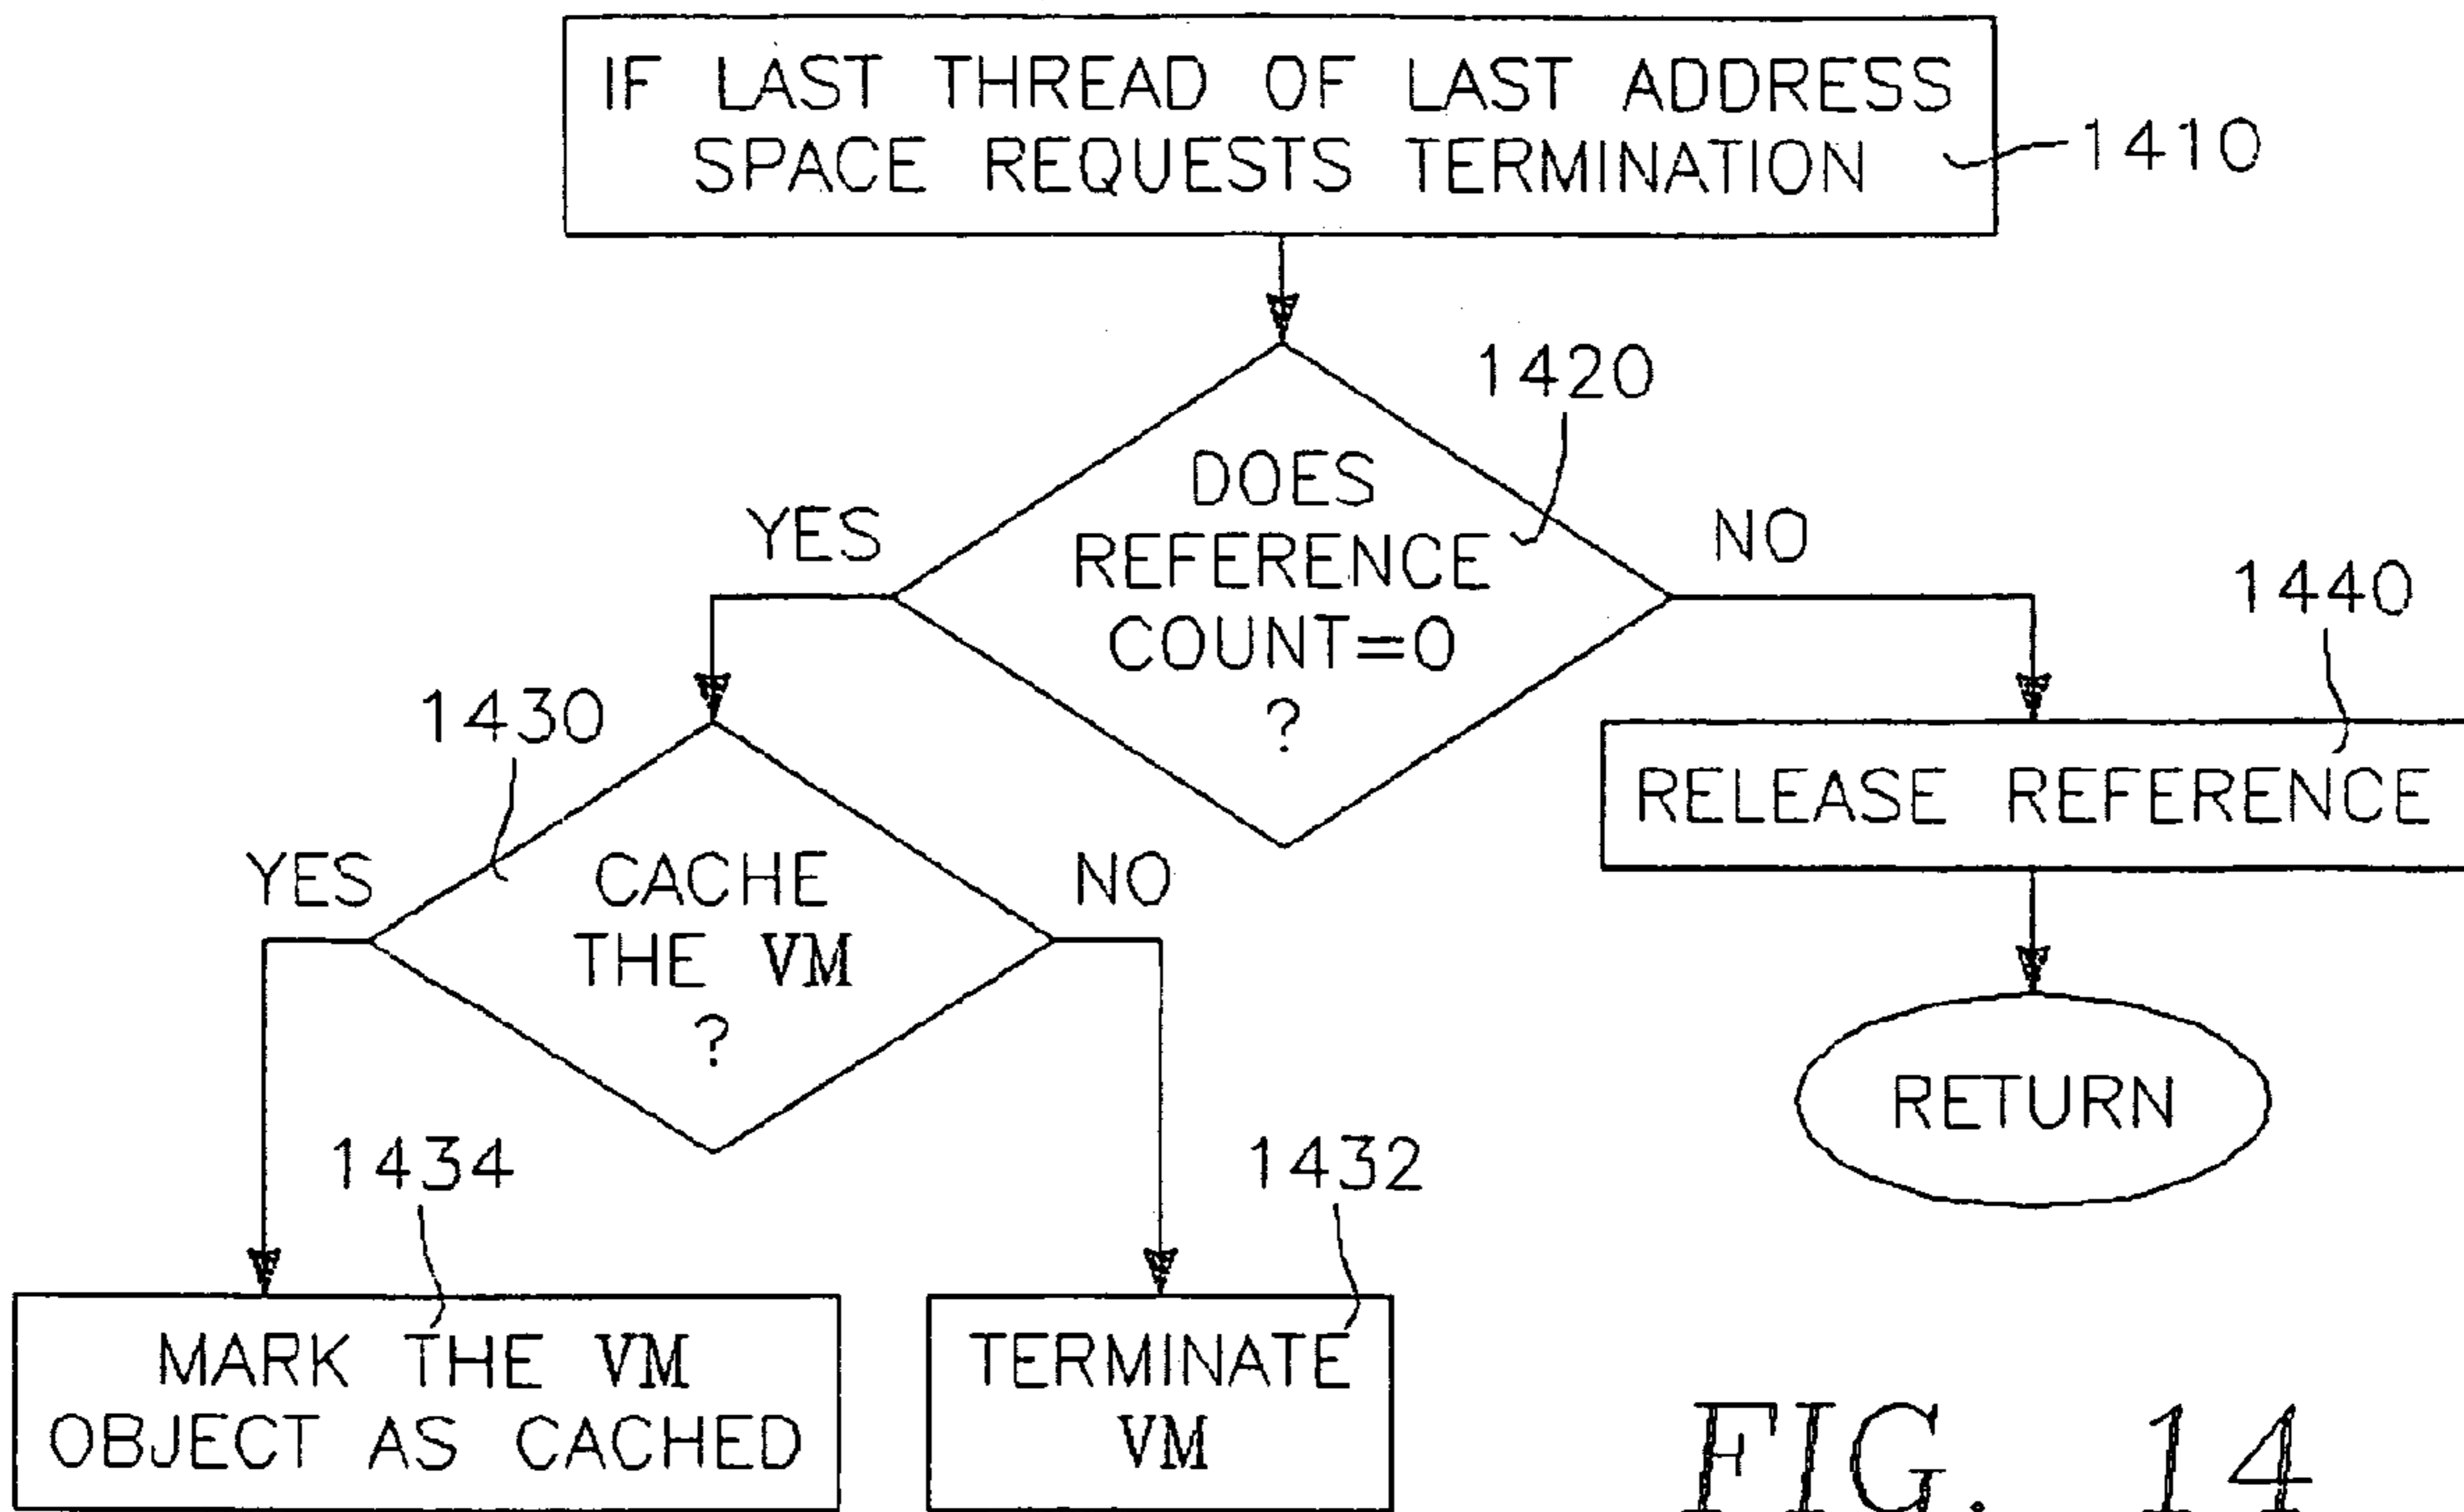 IF LAST THREAD OF LAST ADDRESS
SPACE REQUESTS TERMINATION
1410
1420
DOES
REFERENCE
COUNT=0
?
YES
NO
1440
RELEASE REFERENCE
RETURN
1430
CACHE
THE VM
?
YES
NO
1434
MARK THE VM
OBJECT AS CACHED
1432
TERMINATE
VM
FIG. 14